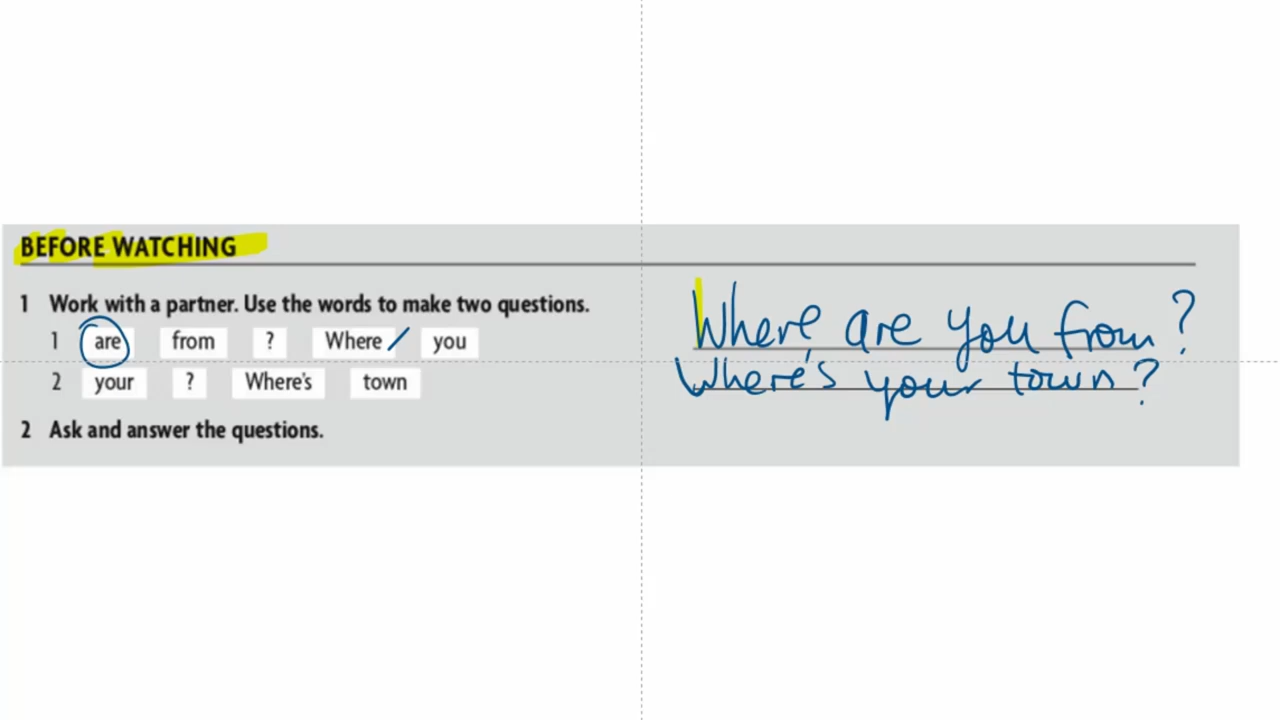 BEFORE WATCHING
1 Work with a partner. Use the words to make two questions.
1 are from ? Where you
Where are you from?
2 your ? Where's town
Where's your town?
2 Ask and answer the questions.